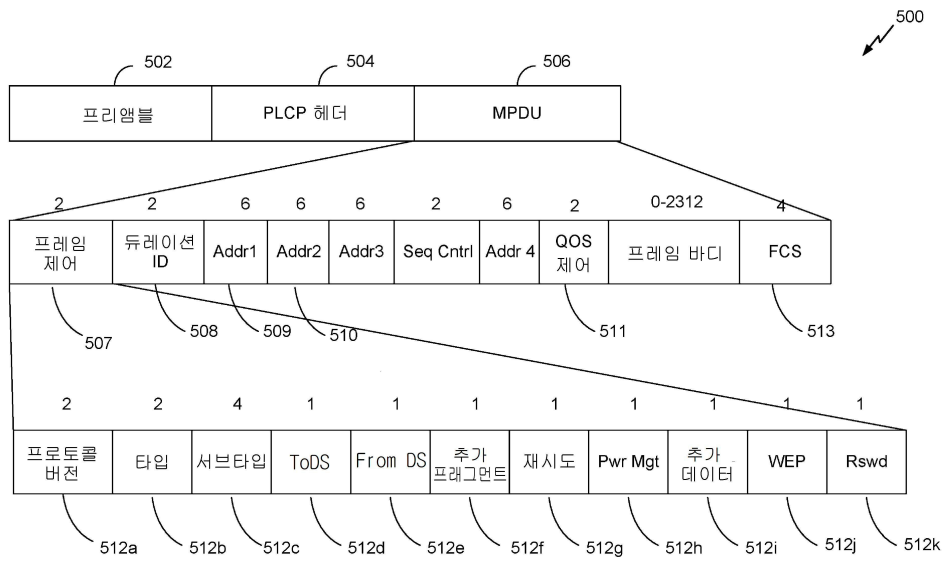 500
502 504 506
프리앰블 PLCP 헤더 MPDU
2 2 6 6 6 2 6 2 0-2312 4
프레임 제어 듀레이션 ID Addr1 Addr2 Addr3 Seq Cntrl Addr 4 QOS 제어 프레임 바디 FCS
507 508 509 510 511 513
2 2 4 1 1 1 1 1 1 1 1
프로토콜 버전 타입 서브타입 ToDS From DS 추가 프래그먼트 재시도 Pwr Mgt 추가 데이터 WEP Rswd
512a 512b 512c 512d 512e 512f 512g 512h 512i 512j 512k